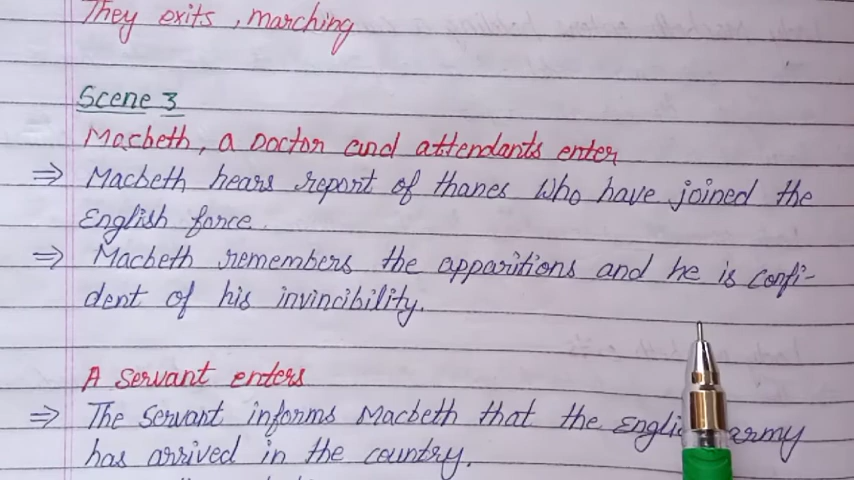 They exits, marching
Scene 3
Macbeth, a Doctor and attendants enter
⇒ Macbeth hears report of thanes who have joined the
English force.
⇒ Macbeth remembers the apparitions and he is confi-
dent of his invincibility.
A servant enters
⇒ The servant informs Macbeth that the English army
has arrived in the country.